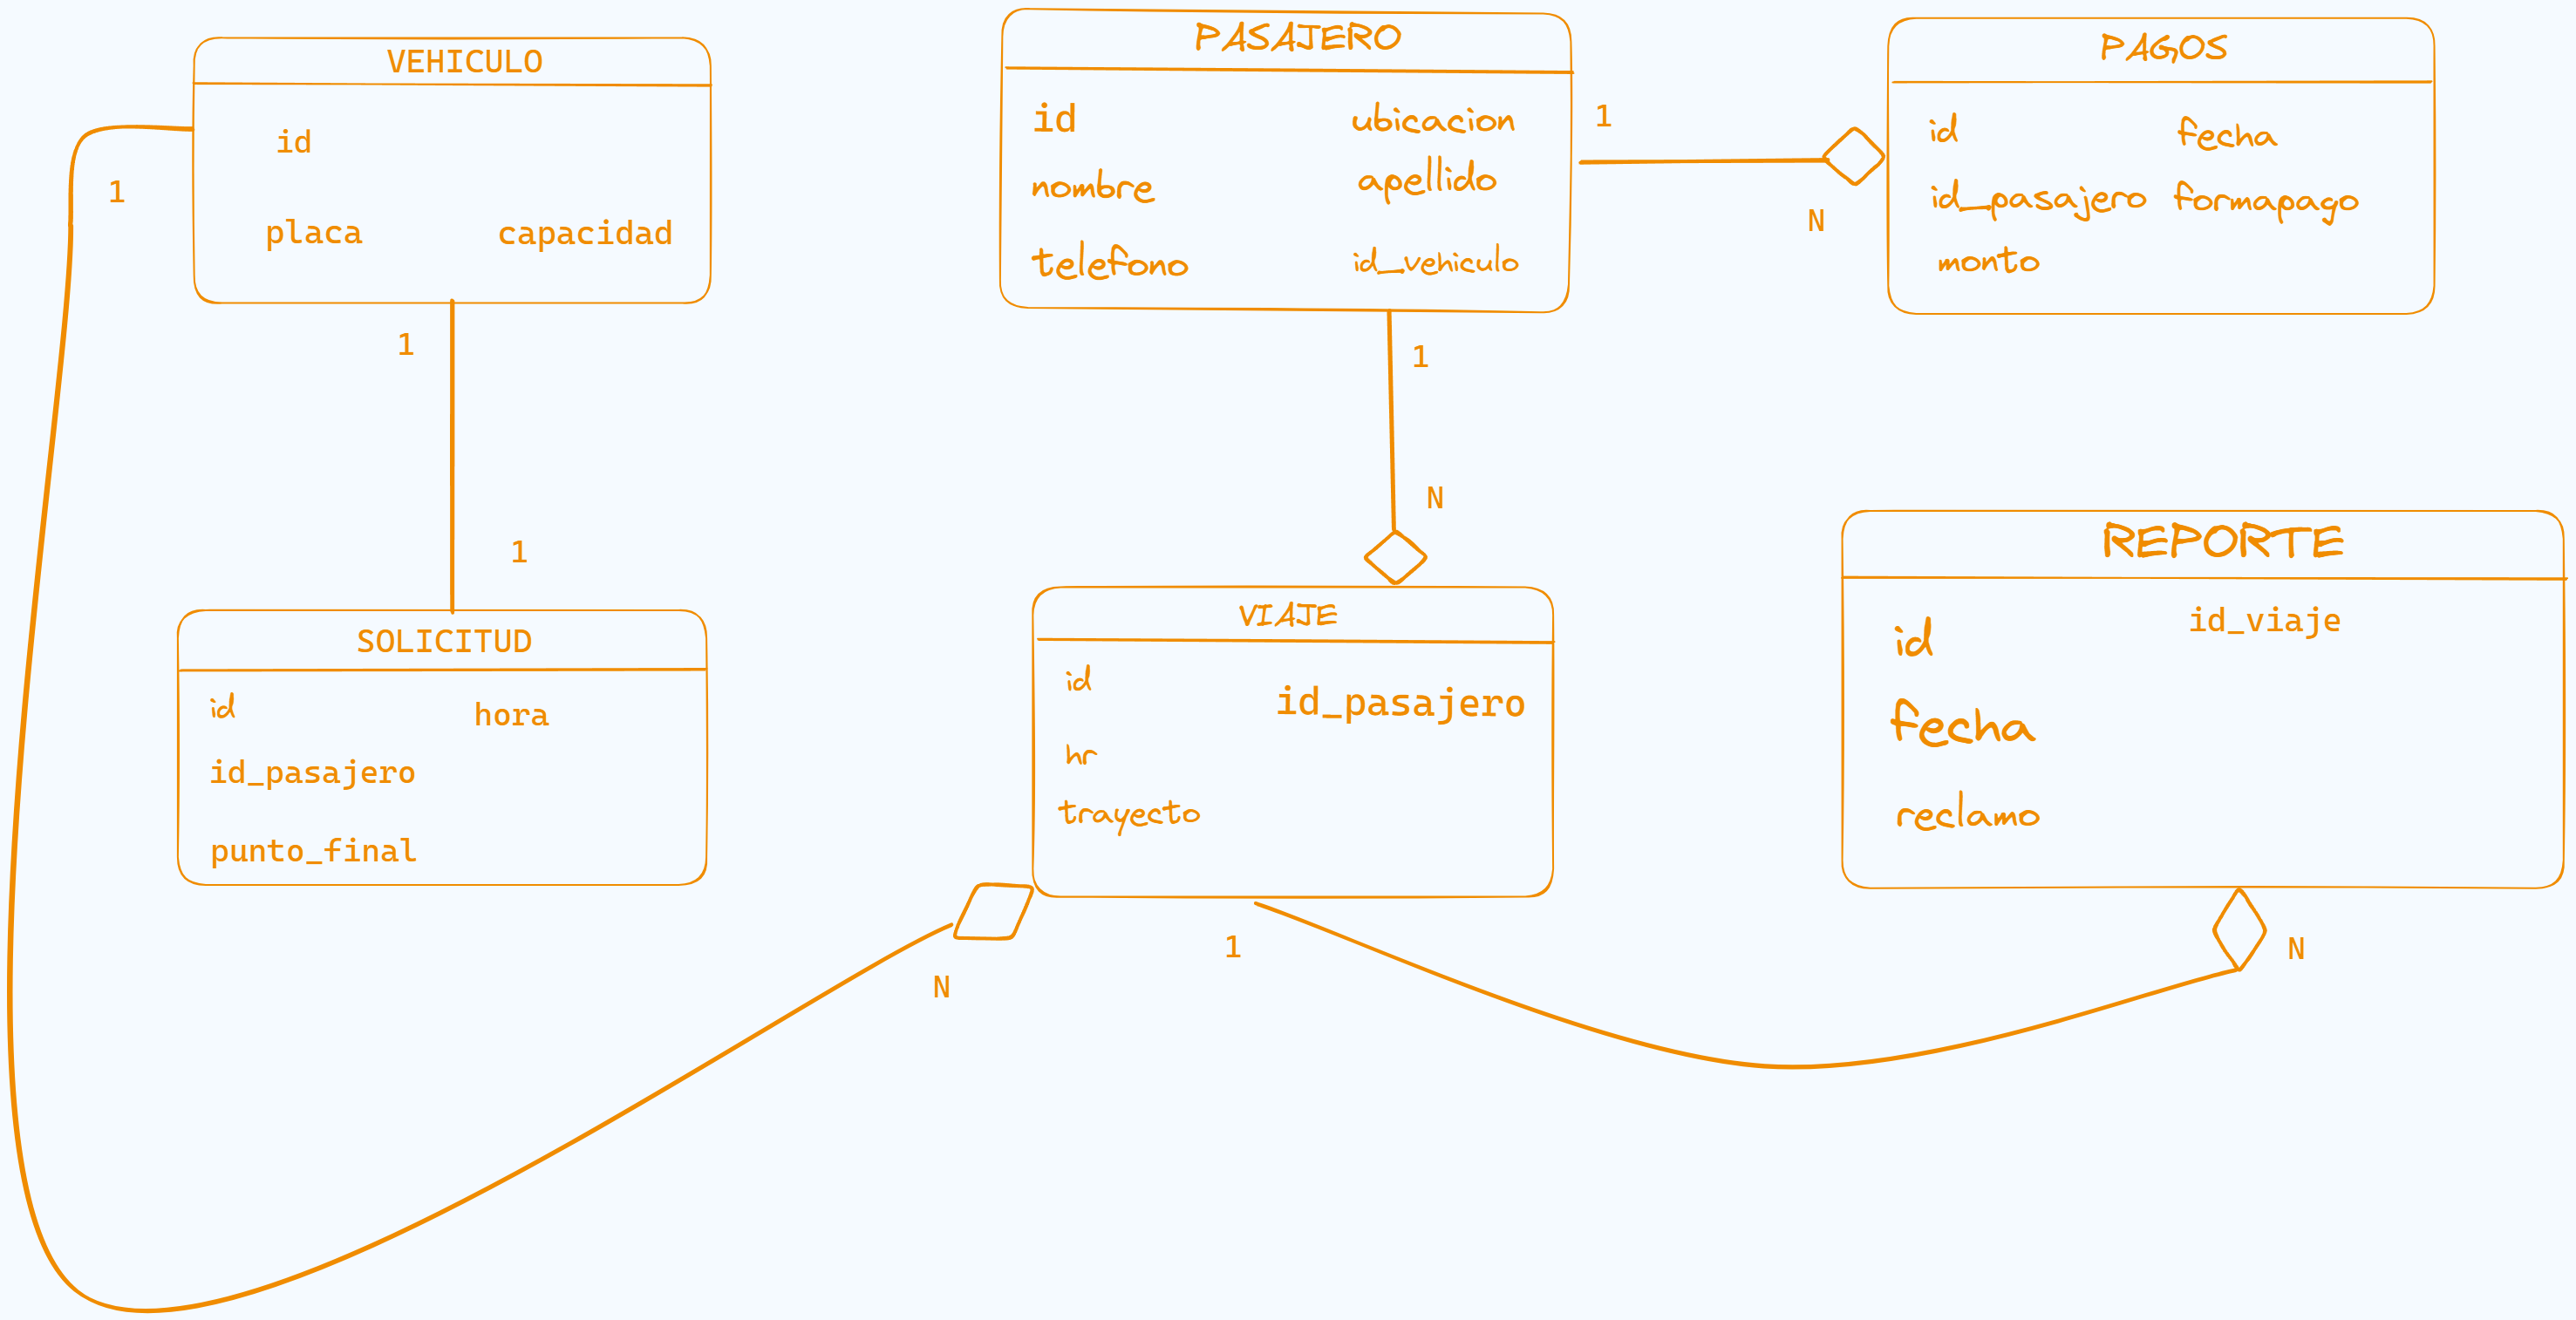 VEHICULO
id
placa capacidad
1
1
1
SOLICITUD
id hora
id_pasajero
punto_final
PASAJERO
id ubicacion
nombre apellido
telefono id_vehiculo
1
N
PAGOS
id fecha
id_pasajero formapago
monto
1
N
VIAJE
id id_pasajero
hr
trayecto
N
1
REPORTE
id id_viaje
fecha
reclamo
N